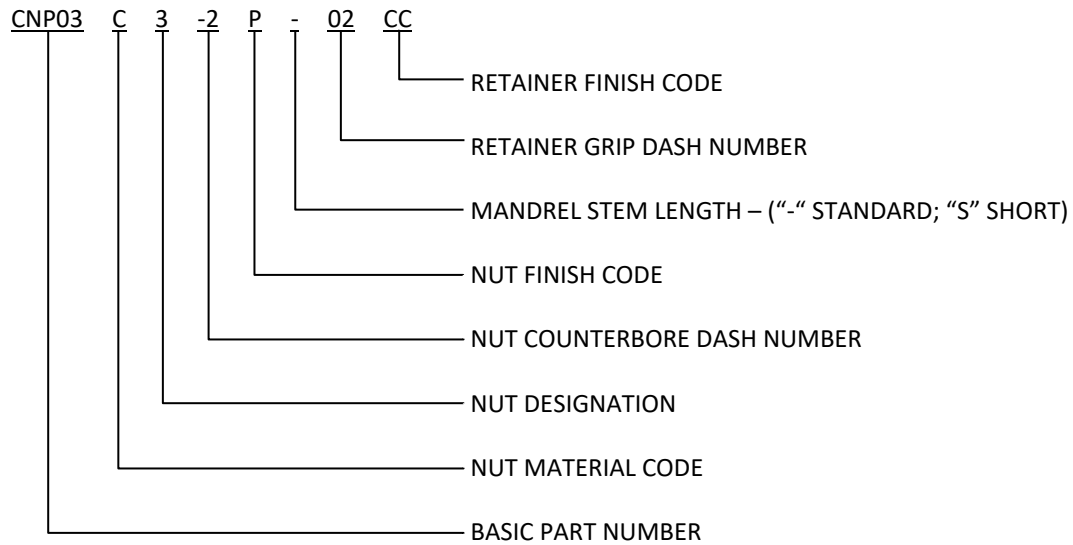 CNP03 C 3 -2 P - 02 CC
RETAINER FINISH CODE
RETAINER GRIP DASH NUMBER
MANDREL STEM LENGTH – (“-“ STANDARD; “S” SHORT)
NUT FINISH CODE
NUT COUNTERBORE DASH NUMBER
NUT DESIGNATION
NUT MATERIAL CODE
BASIC PART NUMBER